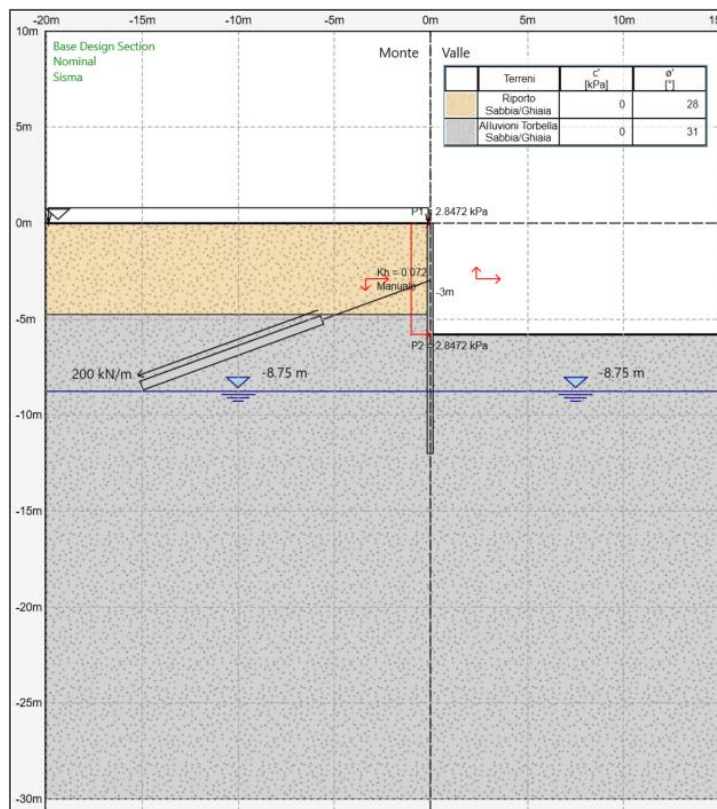 -20m -15m -10m -5m 0m 5m 10m 15
10m
Base Design Section
Nominal
Sisma
Monte Valle
Terreni c' [kPa] ø' [°]
Riporto Sabbia/Ghiaia 0 28
Alluvioni Torbella Sabbia/Ghiaia 0 31
5m
P1 2.8472 kPa
0m
Kh = 0.072
Manuale
-3m
-5m
P2 2.8472 kPa
200 kN/m
-8.75 m -8.75 m
-10m
-15m
-20m
-25m
-30m